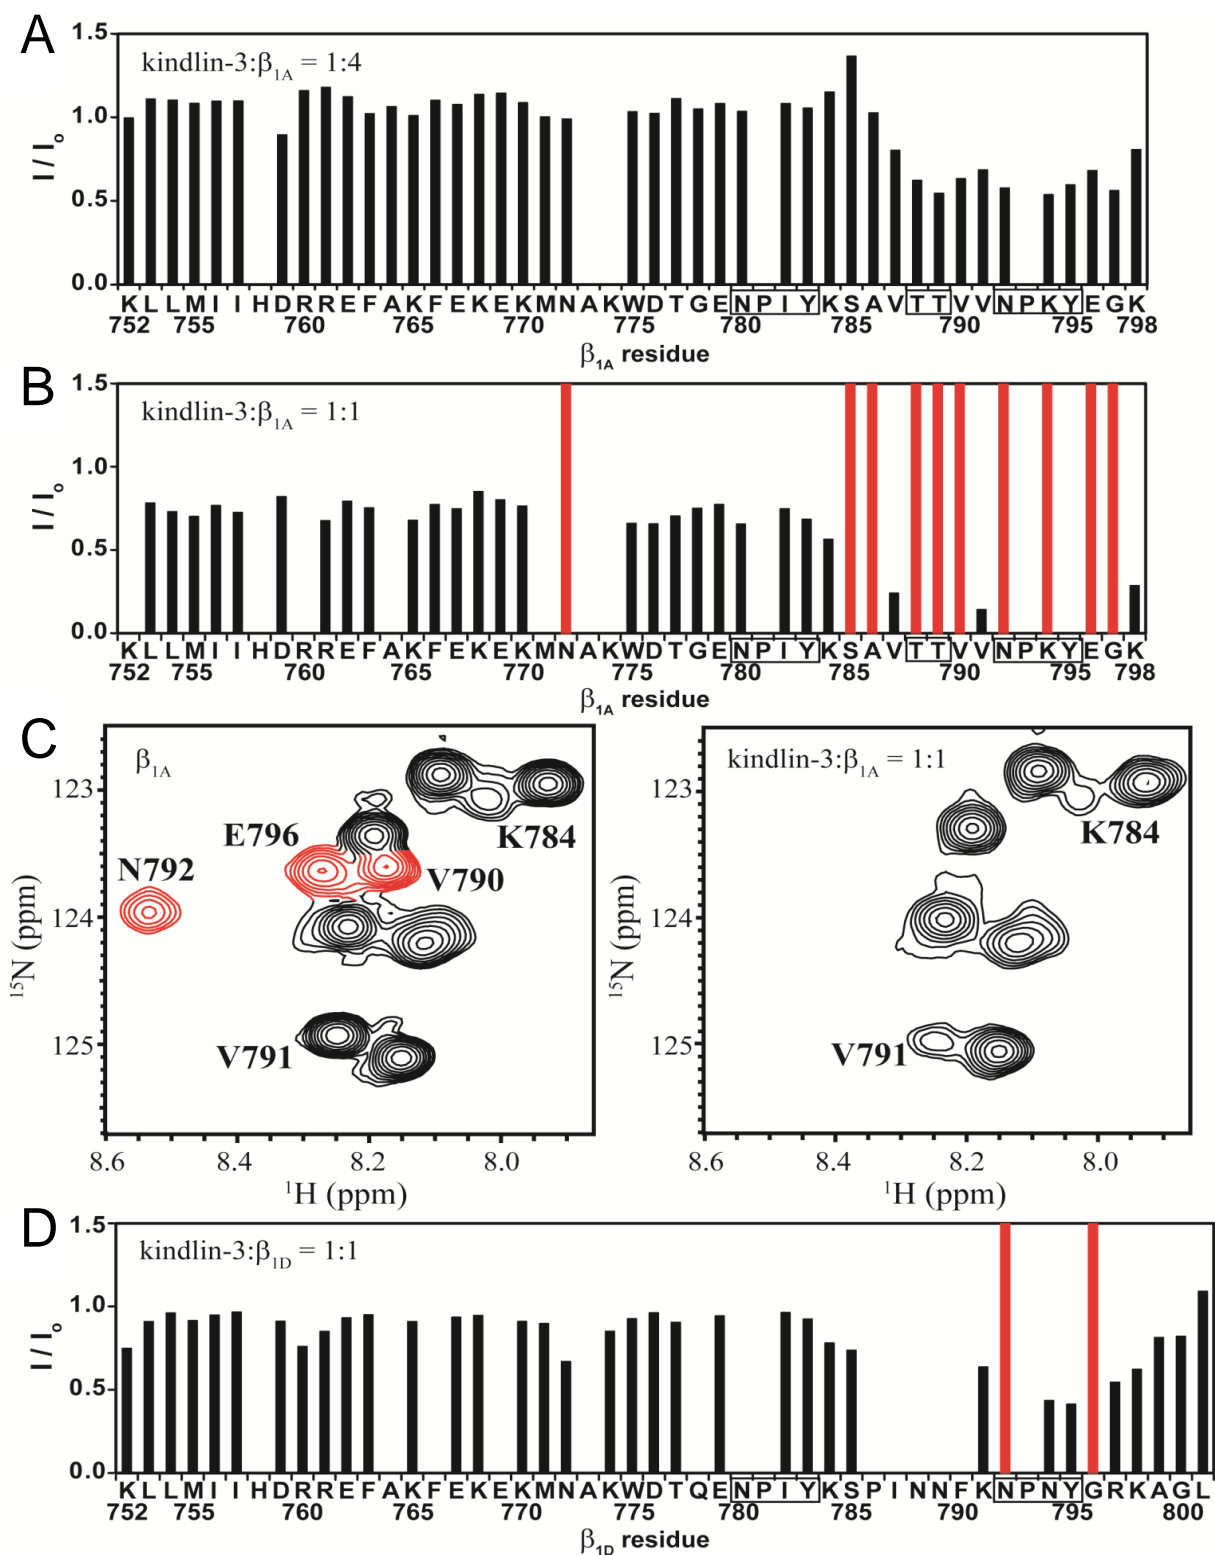 A
1.5
kindlin-3:β1A = 1:4
1.0
I / Io
0.5
0.0
K L L M I I H D R R E F A K F E K E K M N A K W D T G E N P I Y K S A V T T V V N P K Y E G K
752 755 760 765 770 775 780 785 790 795 798
β1A residue
B
1.5
kindlin-3:β1A = 1:1
1.0
I / Io
0.5
0.0
K L L M I I H D R R E F A K F E K E K M N A K W D T G E N P I Y K S A V T T V V N P K Y E G K
752 755 760 765 770 775 780 785 790 795 798
β1A residue
C
β1A
123
E796
K784
N792
V790
124
15N (ppm)
125
V791
8.6 8.4 8.2 8.0
1H (ppm)
kindlin-3:β1A = 1:1
123
K784
124
15N (ppm)
125
V791
8.6 8.4 8.2 8.0
1H (ppm)
D
1.5
kindlin-3:β1D = 1:1
1.0
I / Io
0.5
0.0
K L L M I I H D R R E F A K F E K E K M N A K W D T Q E N P I Y K S P I N N F K N P N Y G R K A G L
752 755 760 765 770 775 780 785 790 795 800
β1D residue